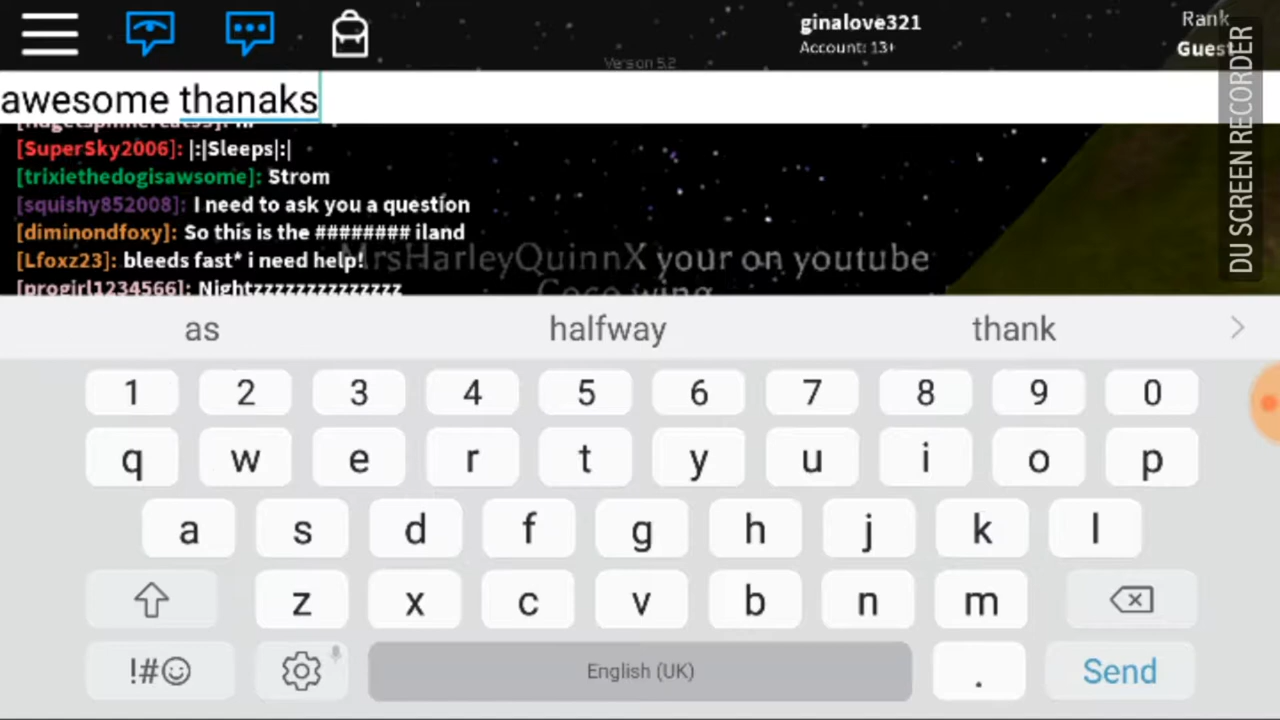 ginalove321
Account: 13+
Rank
Guest
Version 5.2
awesome thanaks
[SuperSky2006]: |:|Sleeps|:|
[trixiethedogisawsome]: Strom
[squishy852008]: I need to ask you a question
[diminondfoxy]: So this is the ######## iland
[Lfoxz23]: bleeds fast* i need help!
[progirl1234566]: Nightzzzzzzzzzzzzzz
MrsHarleyQuinnX your on youtube
Coco wing
DU SCREEN RECORDER
as halfway thank
1 2 3 4 5 6 7 8 9 0
q w e r t y u i o p
a s d f g h j k l
z x c v b n m
!#☺ English (UK) . Send